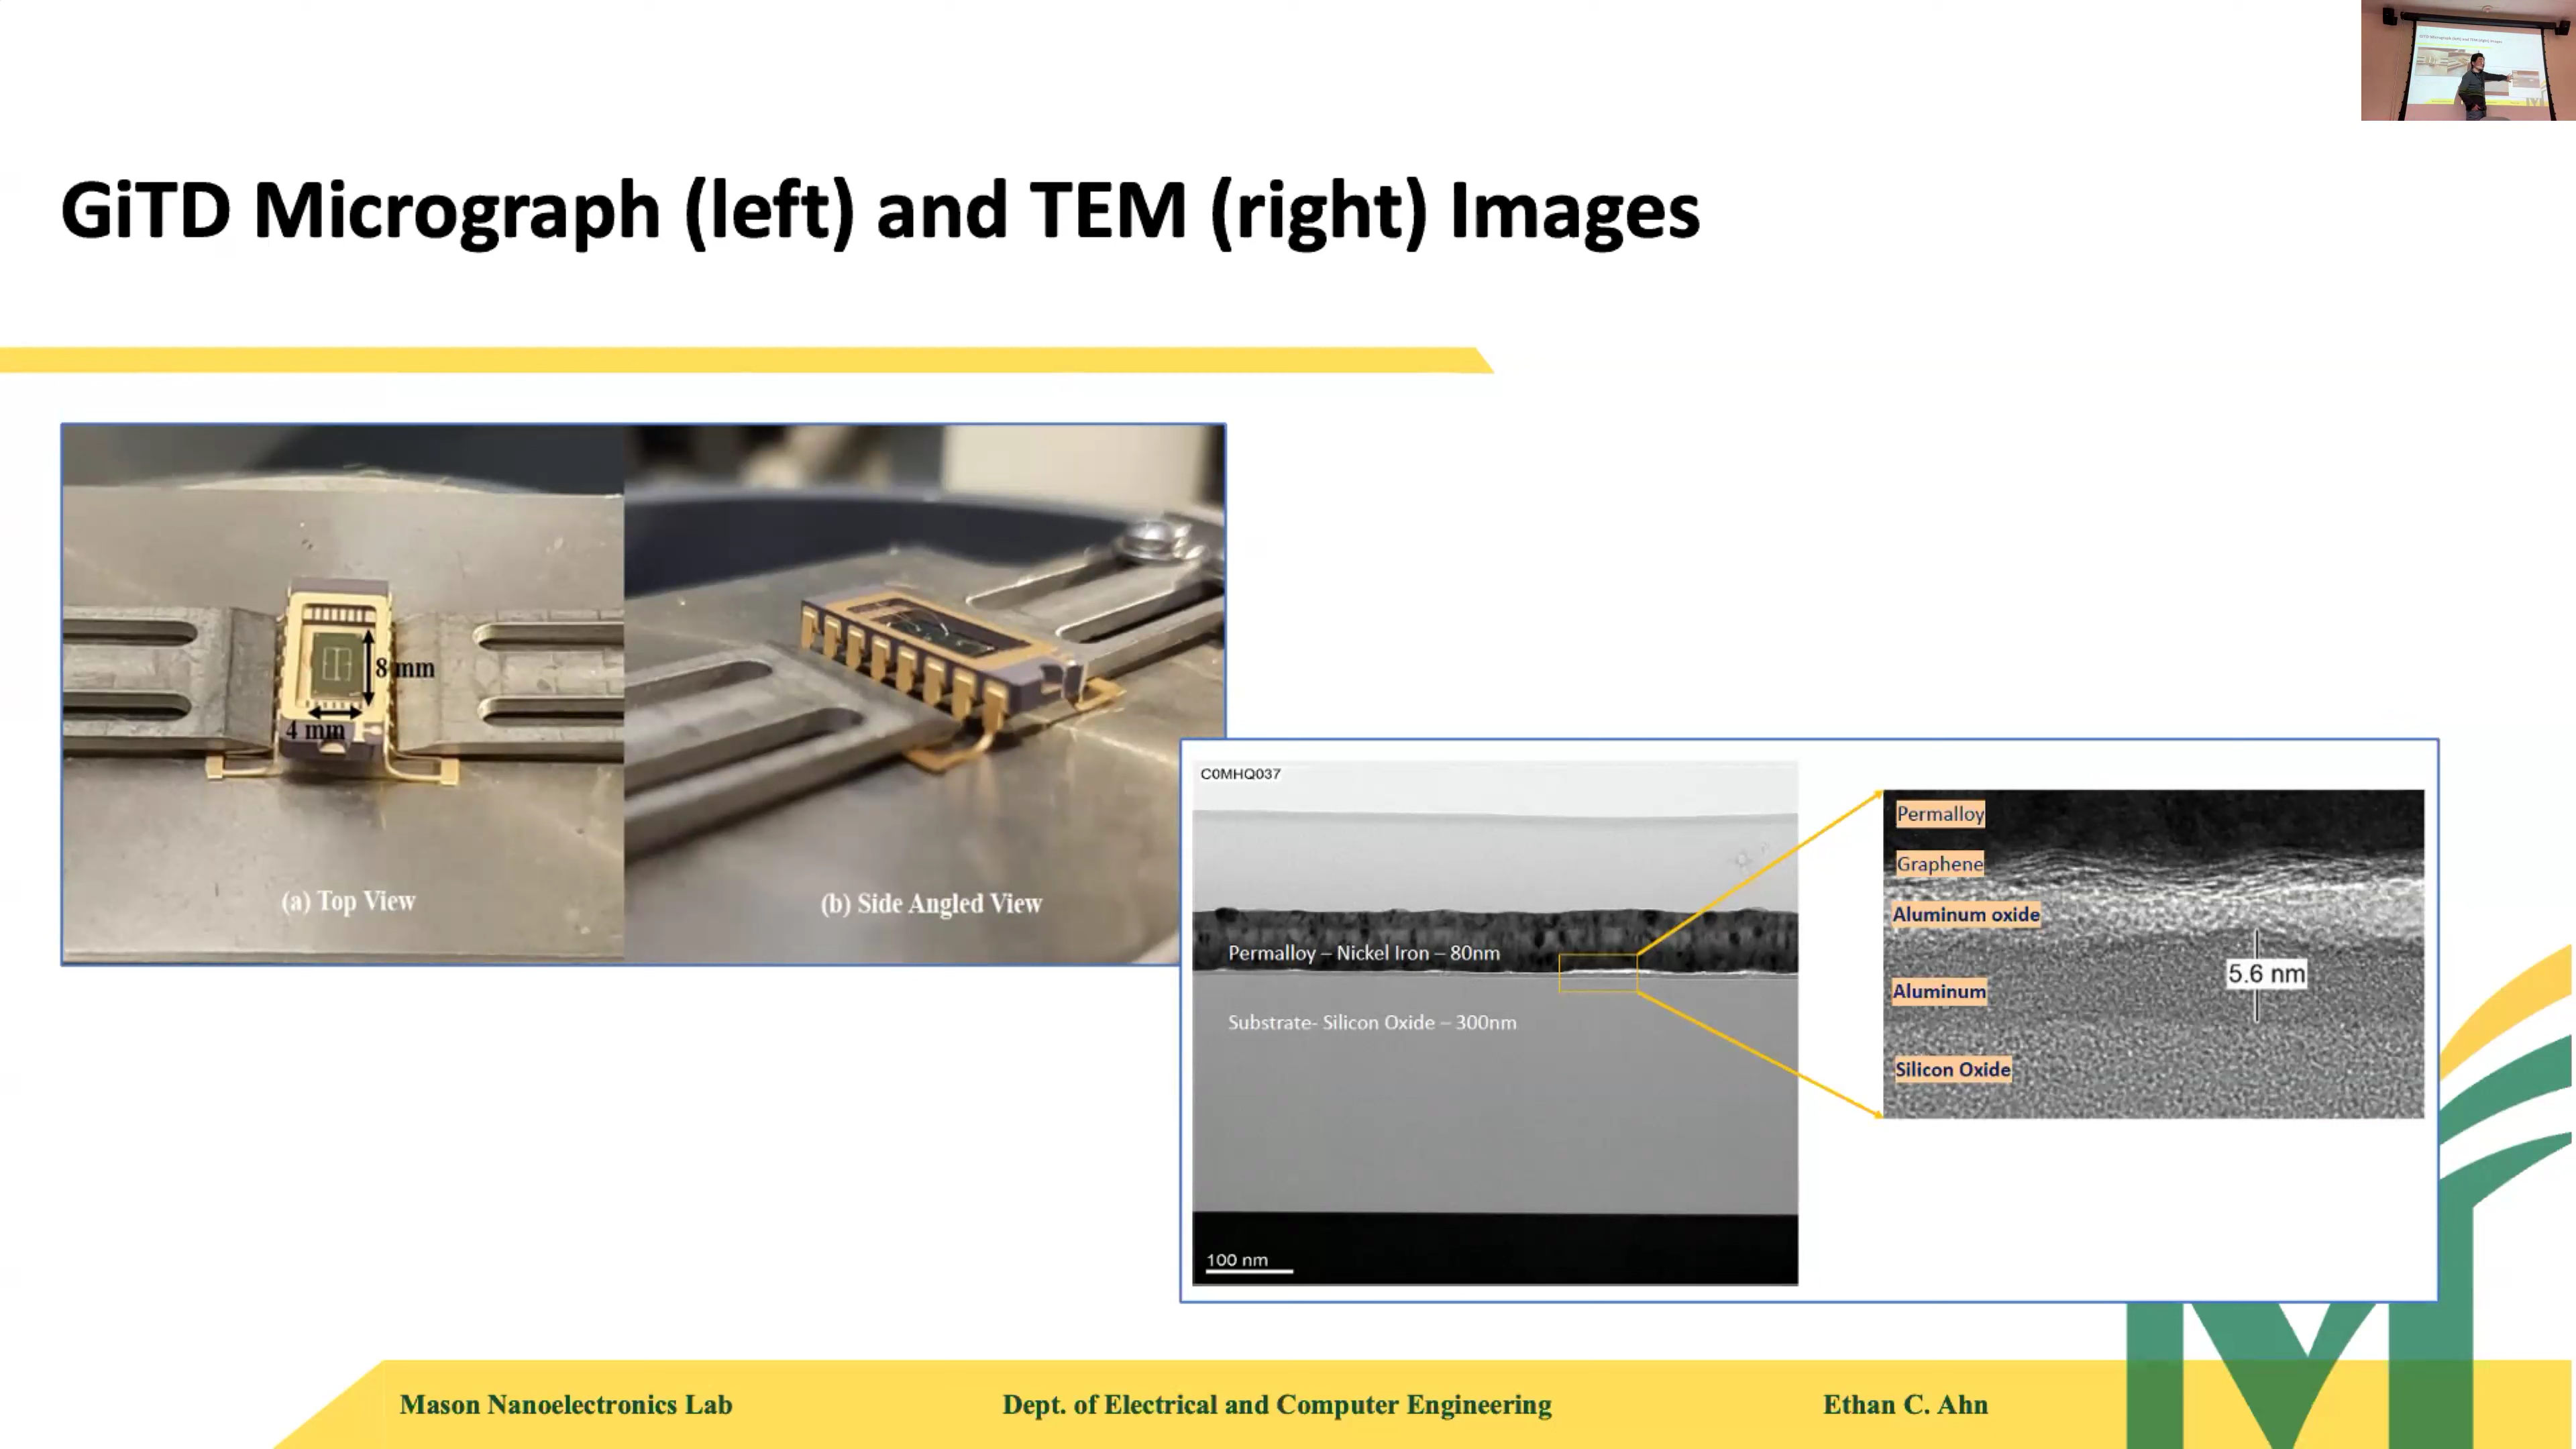 GiTD Micrograph (left) and TEM (right) Images
8 mm
4 mm
(a) Top View
(b) Side Angled View
C0MHQ037
Permalloy – Nickel Iron – 80nm
Substrate- Silicon Oxide – 300nm
100 nm
Permalloy
Graphene
Aluminum oxide
5.6 nm
Aluminum
Silicon Oxide
Mason Nanoelectronics Lab
Dept. of Electrical and Computer Engineering
Ethan C. Ahn